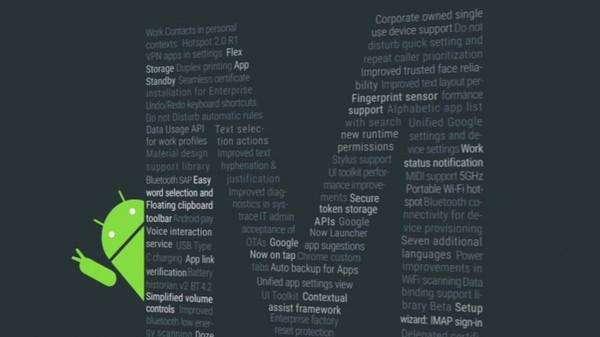 Work Contacts in personal
contexts Hotspot 2.0 R1
VPN apps in settings Flex
Storage Duplex printing App
Standby Seamless certificate
installation for Enterprise
Undo/Redo keyboard shortcuts
Do not Disturb automatic rules
Data Usage API
for work profiles
Material design
support library
Bluetooth SAP Easy
word selection and
Floating clipboard
toolbar Android pay
Voice interaction
service USB Type
C charging App link
verification Battery
historian v2 BT 4.2
Simplified volume
controls Improved
bluetooth low ener-
gy scanning Doze
Text selec-
tion actions
Improved text
hyphenation &
justification
Improved diag-
nostics in sys-
trace IT admin
acceptance of
OTAs Google
Now on tap Chrome custom
tabs Auto backup for Apps
Unified app settings view
UI Toolkit Contextual
assist framework
Enterprise factory
reset protection
Corporate owned single
use device support Do not
disturb quick setting and
repeat caller prioritization
Improved trusted face relia-
bility Improved text layout per-
Fingerprint sensor formance
support Alphabetic app list
with search Unified Google
new runtime settings and de-
permissions vice settings Work
Stylus support status notification
UI toolkit perfor- MIDI support 5GHz
mance improve- Portable Wi-Fi hot-
ments Secure spot Bluetooth co-
token storage nnectivity for de-
APIs Google vice provisioning
Now Launcher Seven additional
app sugestions languages Power
improvements in
WiFi scanning Data
binding support li-
brary Beta Setup
wizard: IMAP sign-in
Delegated certifi